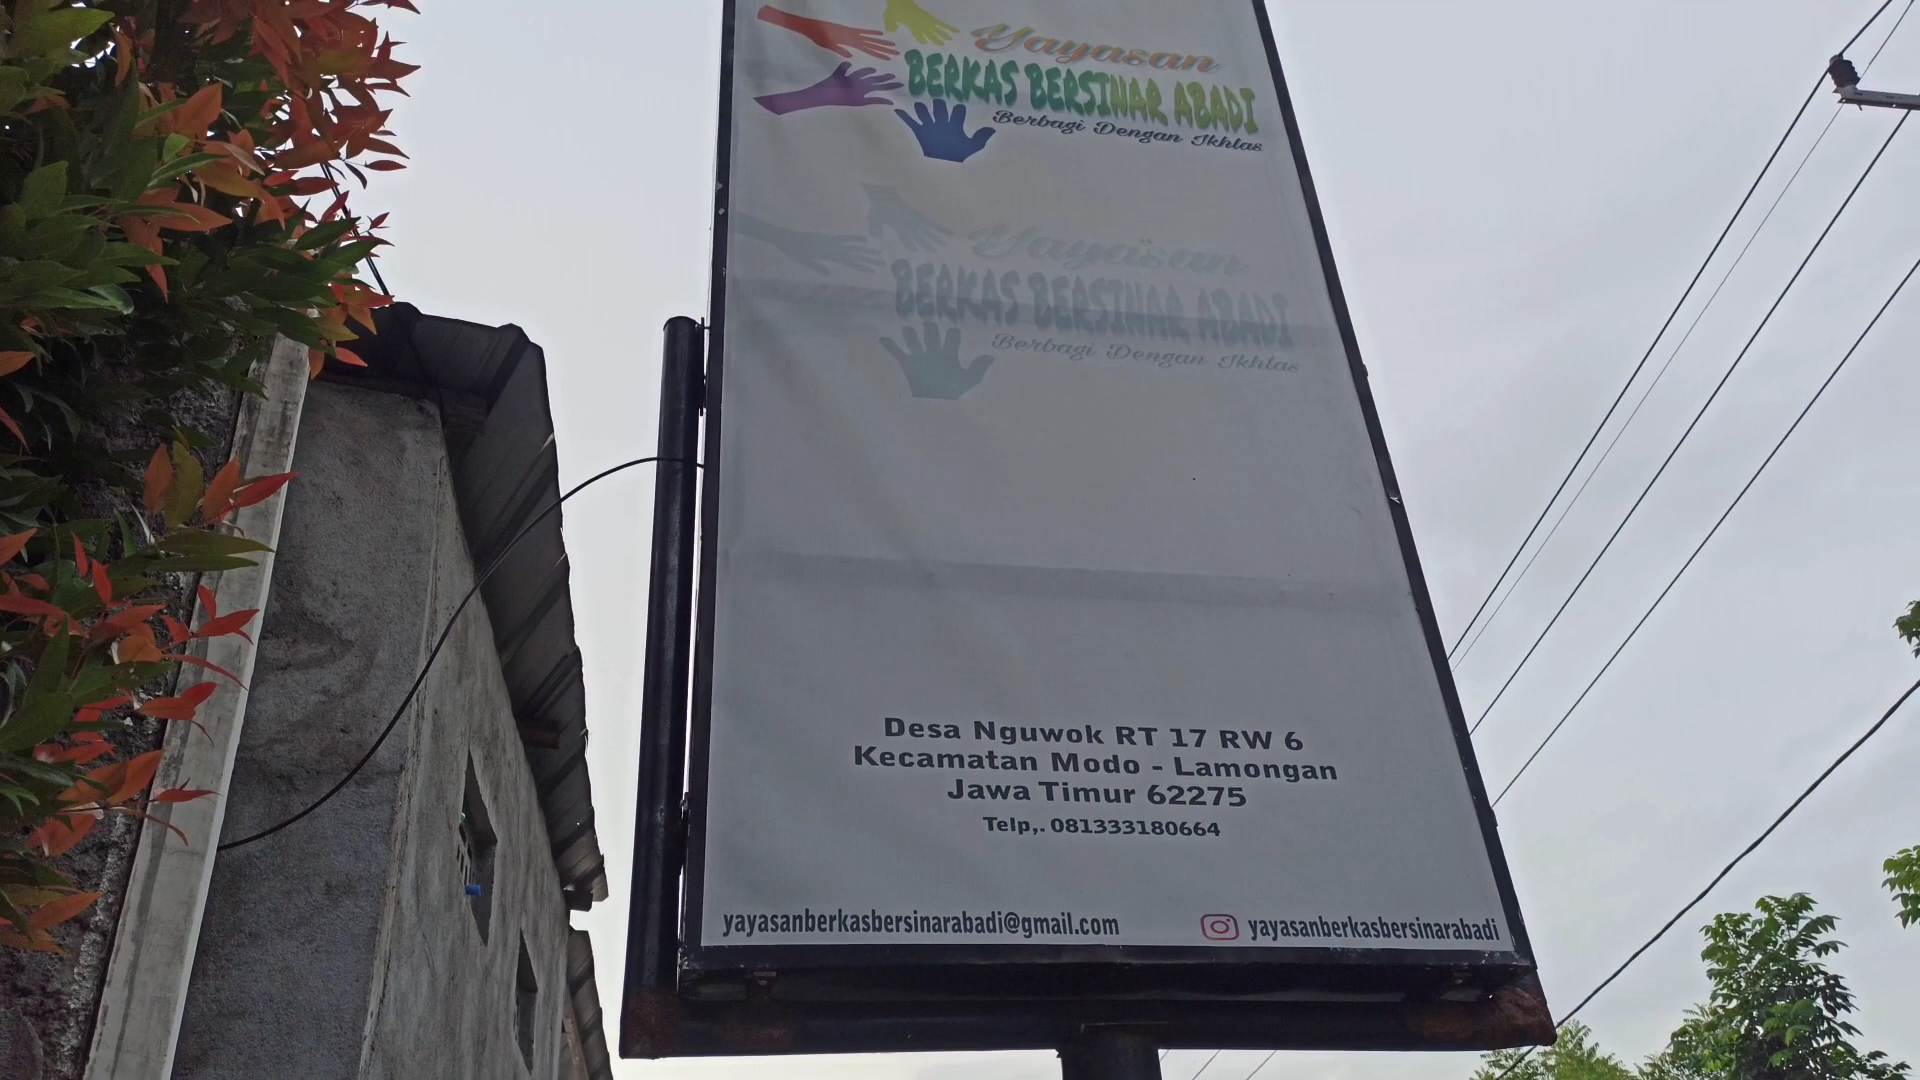 Yayasan
BERKAS BERSINAR ABADI
Berbagi Dengan Ikhlas
Yayasan
BERKAS BERSINAR ABADI
Berbagi Dengan Ikhlas
Desa Nguwok RT 17 RW 6
Kecamatan Modo - Lamongan
Jawa Timur 62275
Telp,. 081333180664
yayasanberkasbersinarabadi@gmail.com
yayasanberkasbersinarabadi